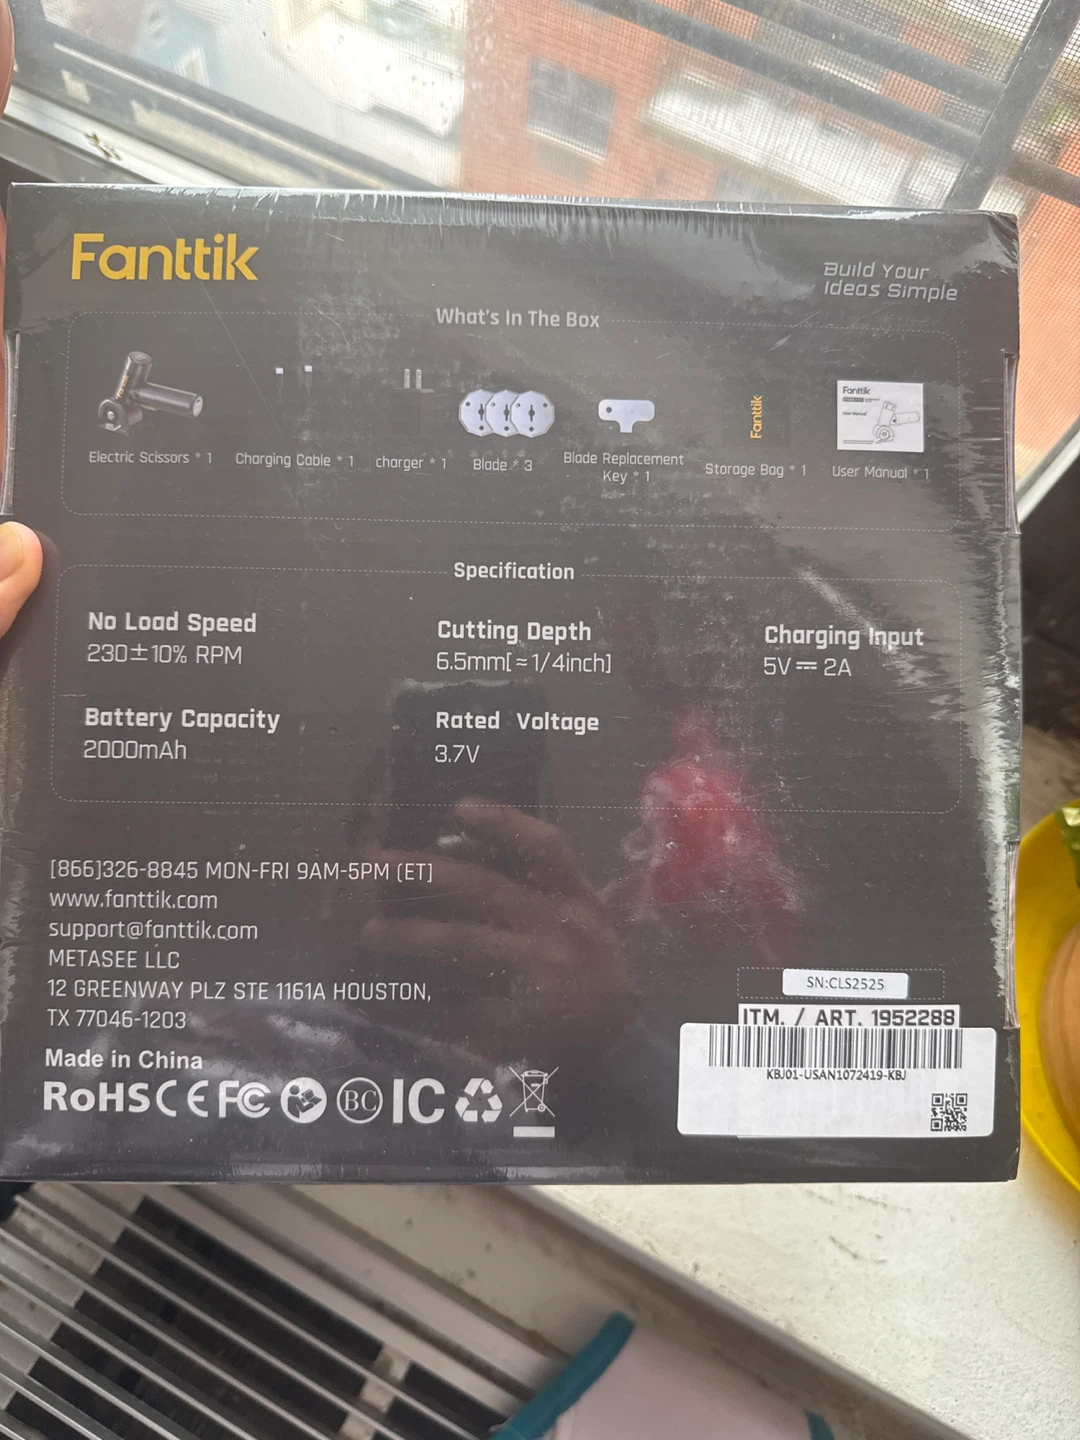 Fanttik
Build Your
Ideas Simple
What's In The Box
Electric Scissors * 1
Charging Cable * 1
charger * 1
Blade * 3
Blade Replacement
Key * 1
Fanttik
Storage Bag * 1
Fanttik
User Manual
User Manual * 1
Specification
No Load Speed
230±10% RPM
Cutting Depth
6.5mm[≈1/4inch]
Charging Input
5V⎓2A
Battery Capacity
2000mAh
Rated Voltage
3.7V
[866]326-8845 MON-FRI 9AM-5PM (ET]
www.fanttik.com
support@fanttik.com
METASEE LLC
12 GREENWAY PLZ STE 1161A HOUSTON,
TX 77046-1203
Made in China
RoHS CE FC BC IC
SN:CLS2525
ITM. / ART. 1952288
KBJ01-USAN1072419-KBJ